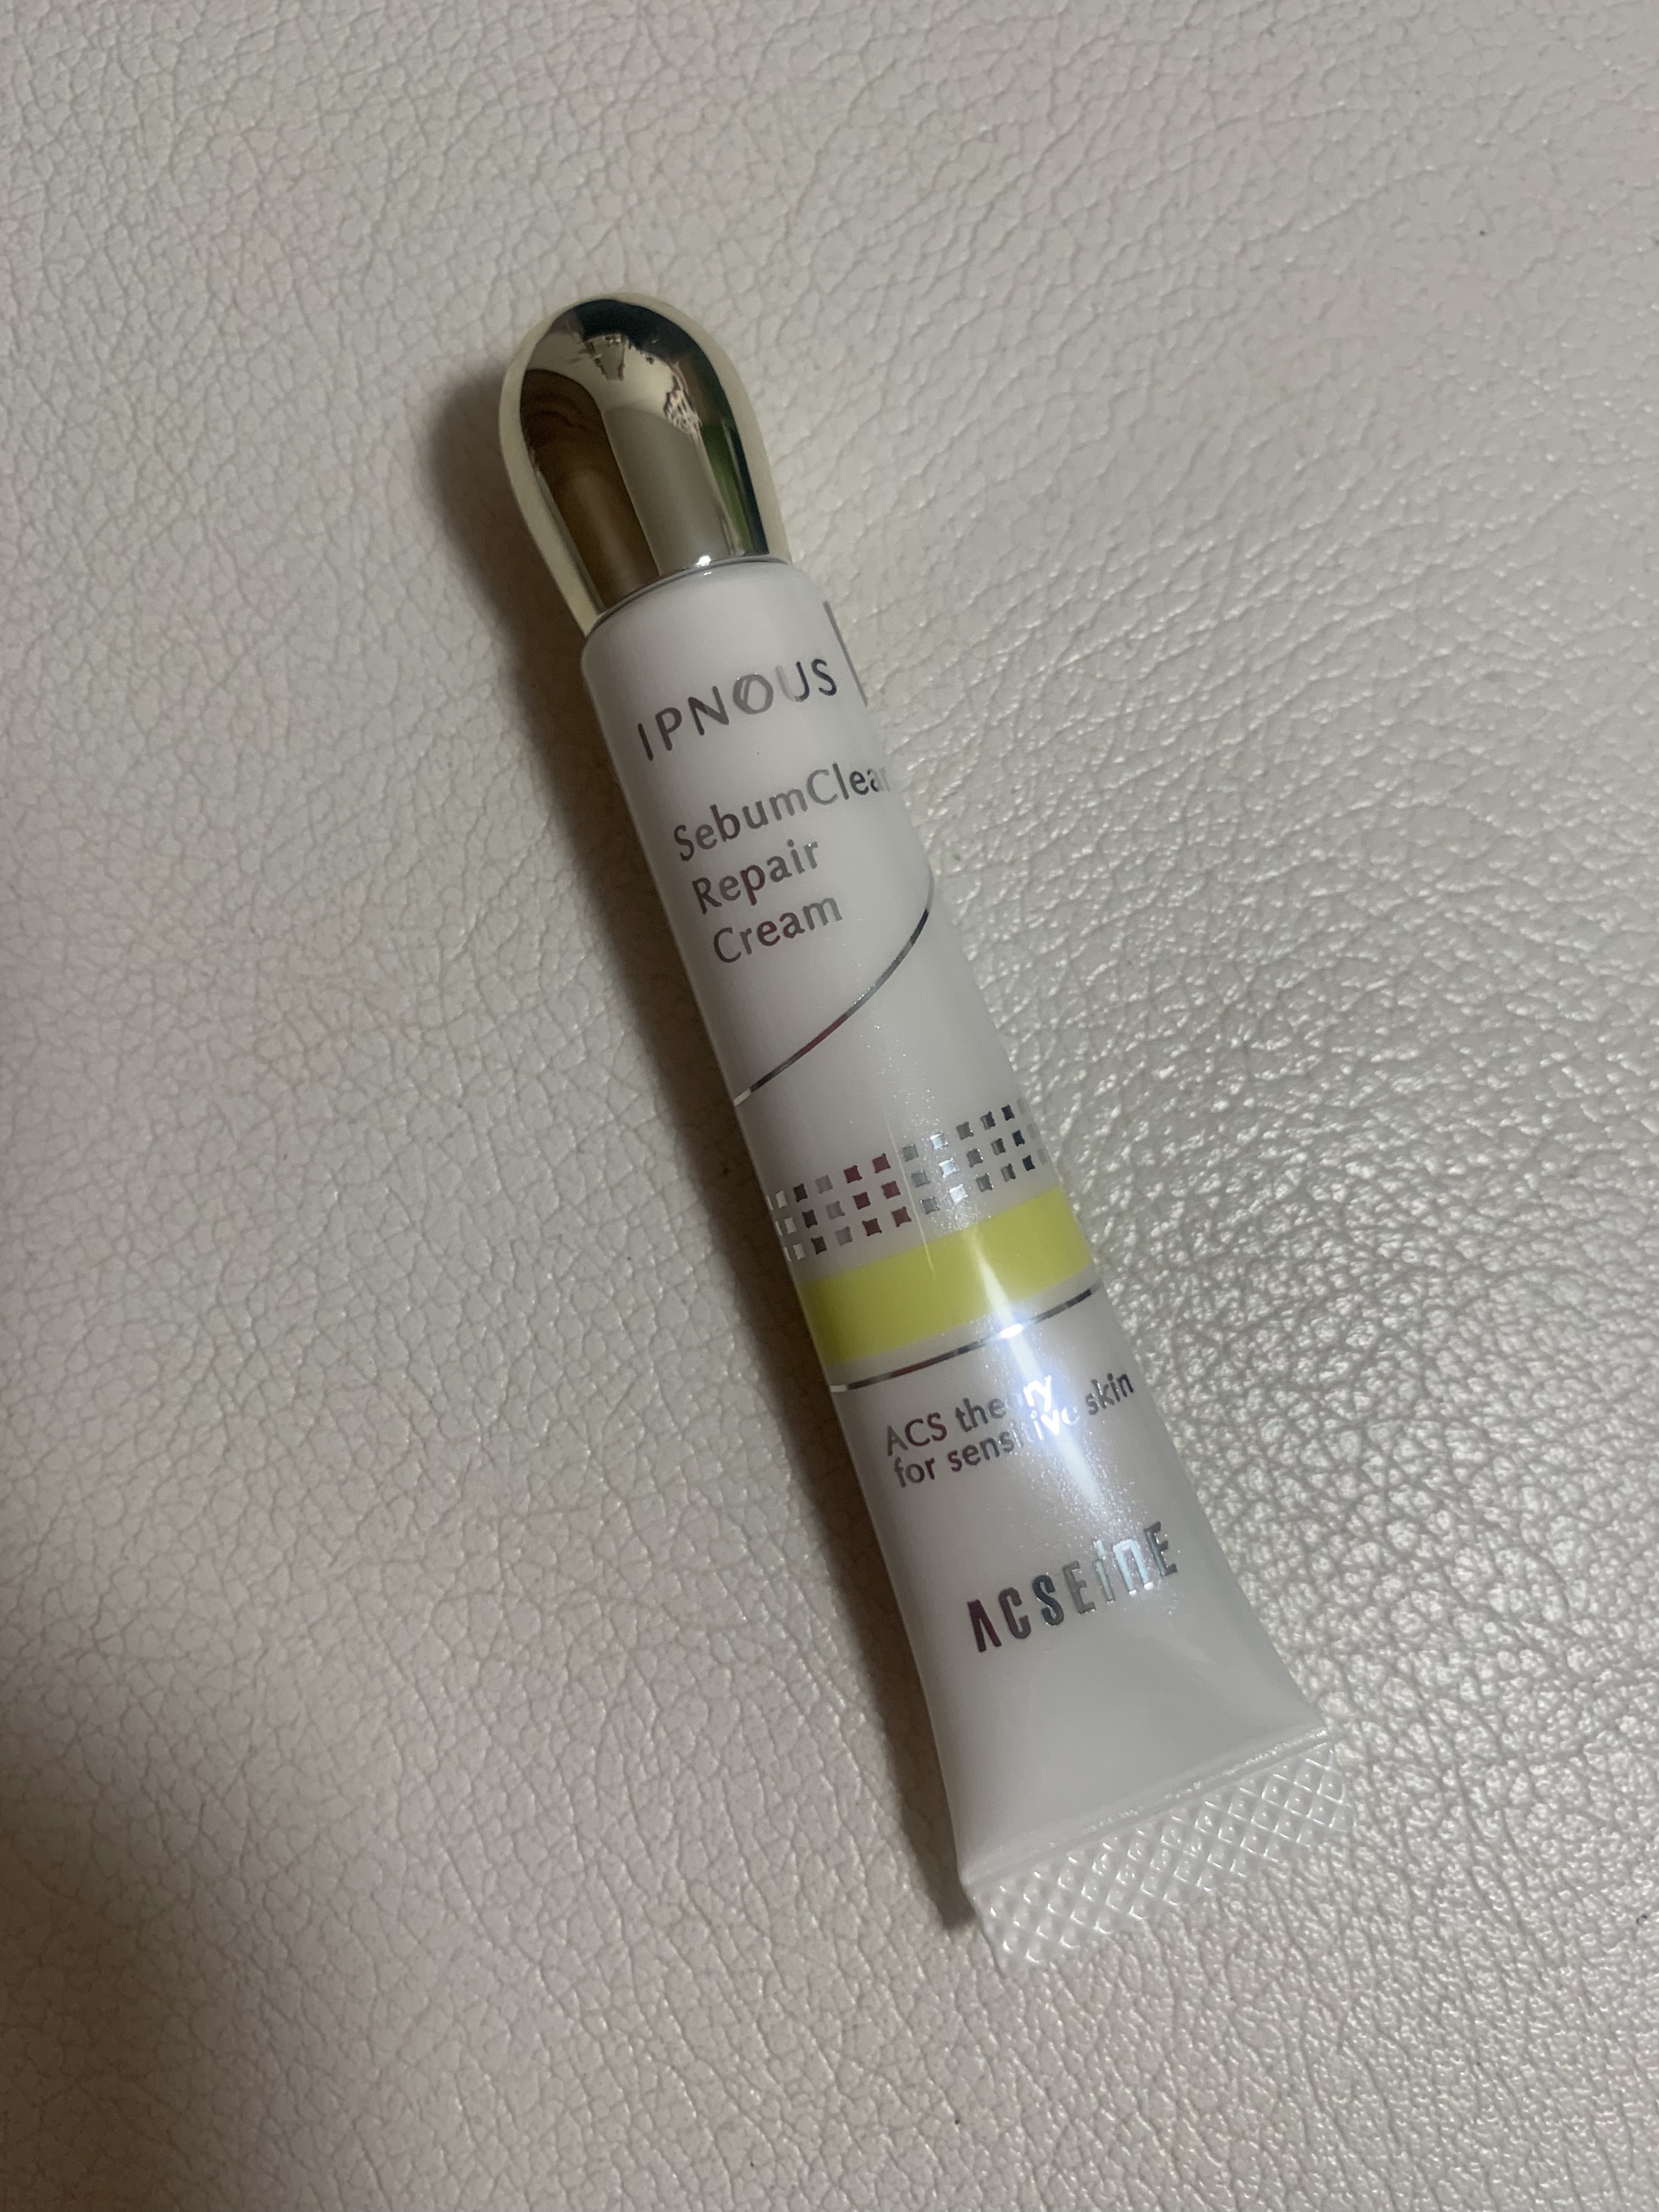 IPNOUS
SebumClear
Repair
Cream
ACS theory
for sensitive skin
ACSEINE